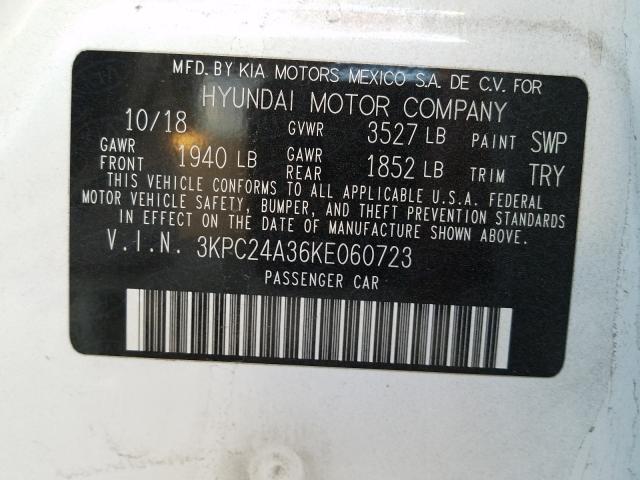 MFD. BY KIA MOTORS MEXICO S.A. DE C.V. FOR
HYUNDAI MOTOR COMPANY
10/18 GVWR 3527 LB PAINT SWP
GAWR FRONT 1940 LB GAWR REAR 1852 LB TRIM TRY
THIS VEHICLE CONFORMS TO ALL APPLICABLE U.S.A. FEDERAL
MOTOR VEHICLE SAFETY, BUMPER, AND THEFT PREVENTION STANDARDS
IN EFFECT ON THE DATE OF MANUFACTURE SHOWN ABOVE.
V.I.N. 3KPC24A36KE060723
PASSENGER CAR